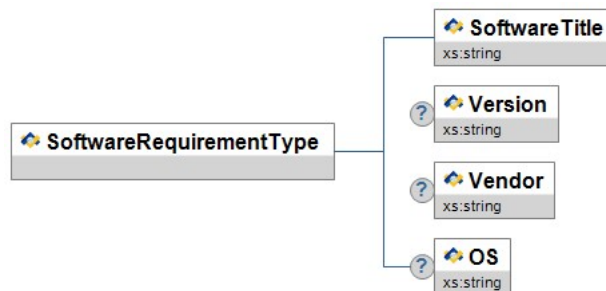 SoftwareTitle
xs:string
? Version
xs:string
SoftwareRequirementType
? Vendor
xs:string
? OS
xs:string